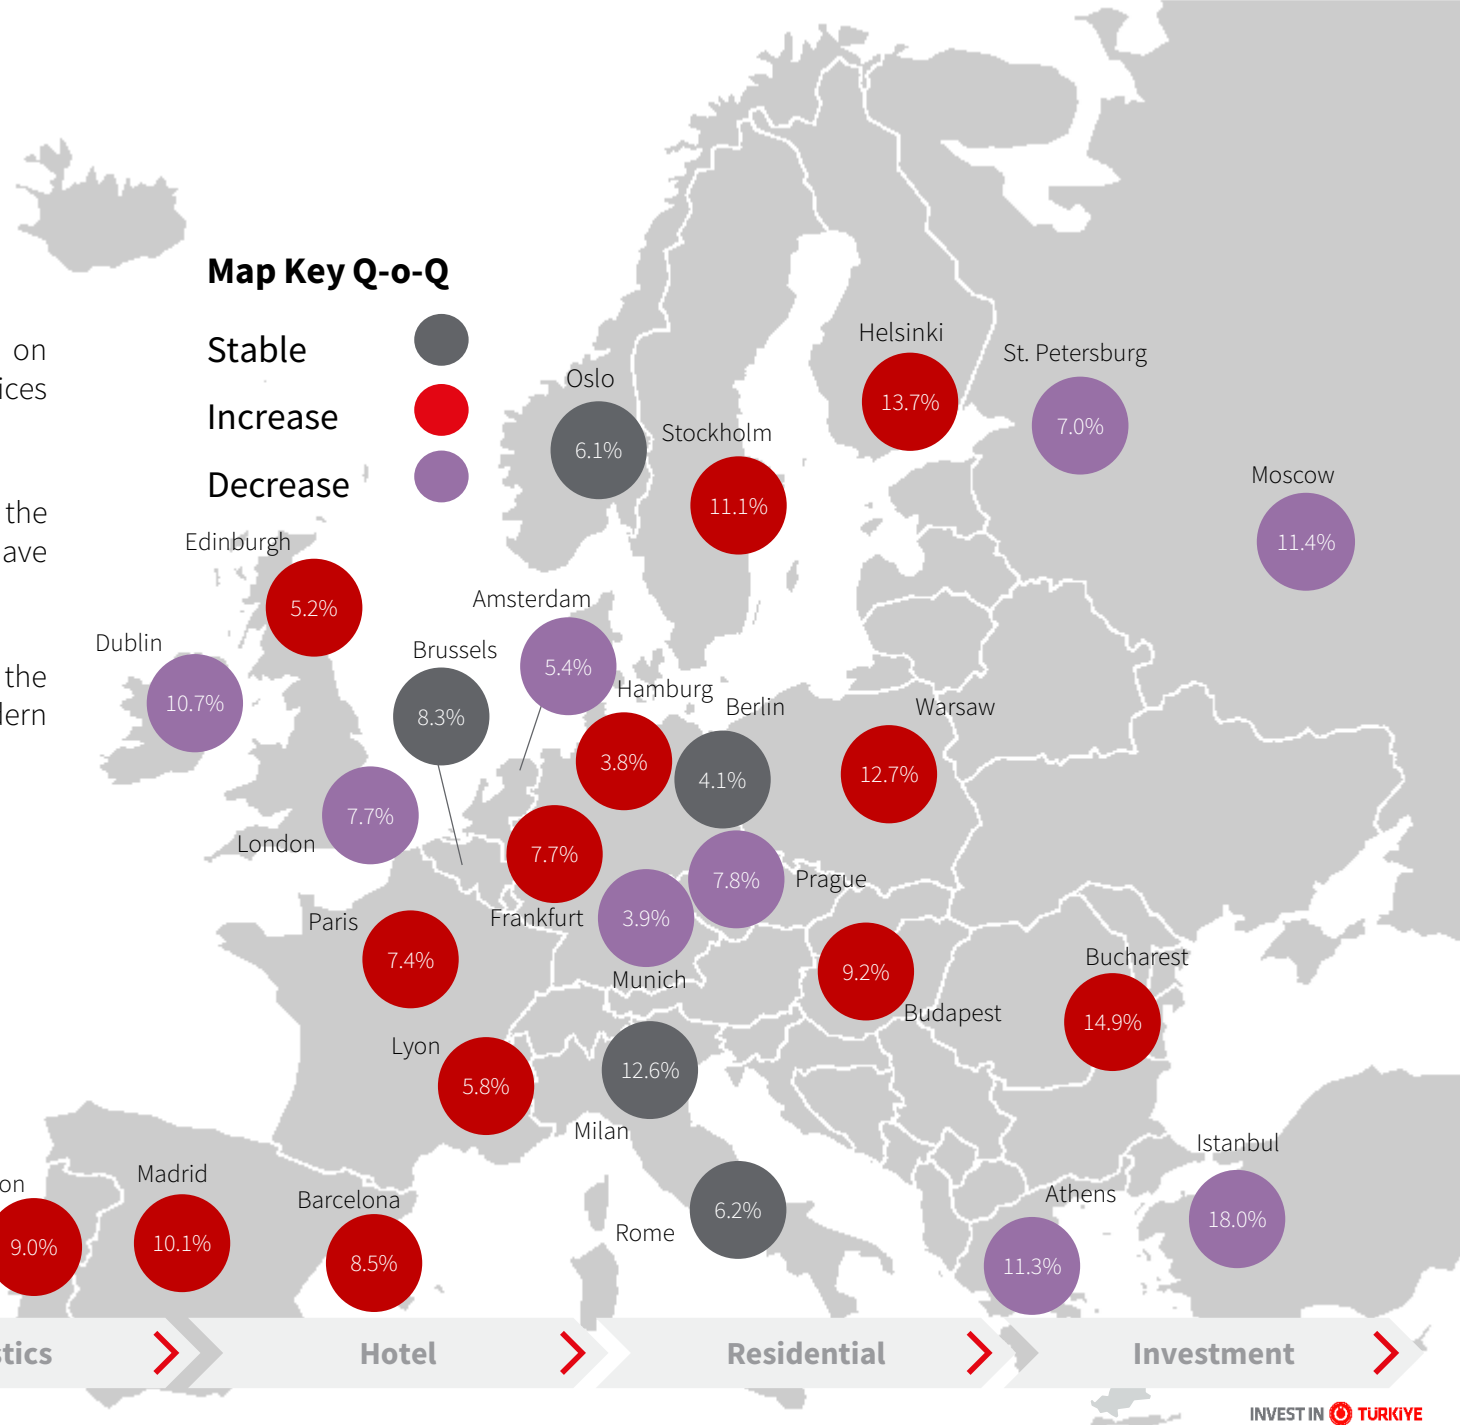 Map Key Q-o-Q
Stable
Increase
Decrease
on
ices
the
ave
the
lern
Helsinki
13.7%
St. Petersburg
7.0%
Oslo
6.1%
Stockholm
11.1%
Moscow
11.4%
Edinburgh
5.2%
Amsterdam
5.4%
Dublin
10.7%
Brussels
8.3%
Hamburg
3.8%
Berlin
4.1%
Warsaw
12.7%
7.7%
London
7.7%
Frankfurt
7.8%
Prague
Paris
7.4%
3.9%
Munich
9.2%
Budapest
Bucharest
14.9%
Lyon
5.8%
12.6%
Milan
Istanbul
18.0%
on
9.0%
Madrid
10.1%
Barcelona
8.5%
6.2%
Rome
Athens
11.3%
stics
Hotel
Residential
Investment
INVEST IN TÜRKİYE